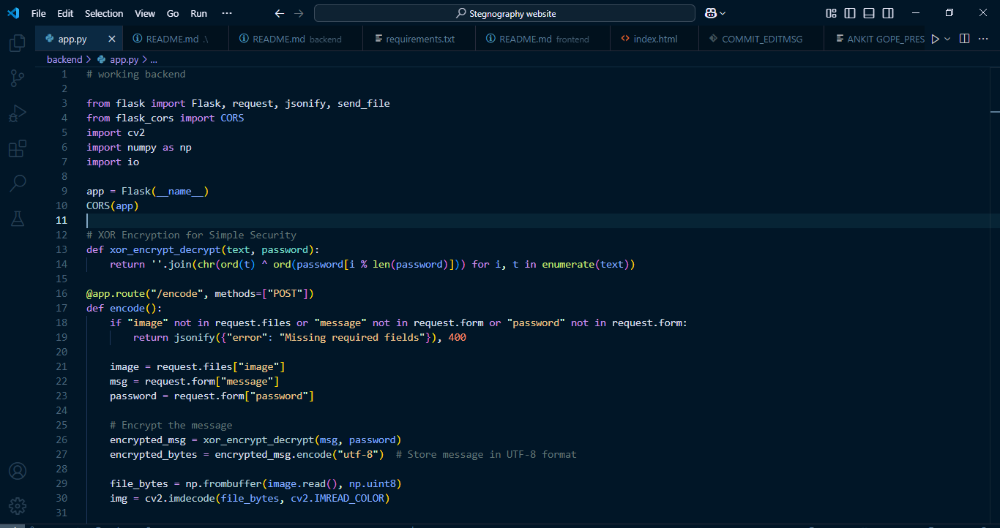 File Edit Selection View Go Run ··· Stegnography website
app.py README.md .\ README.md backend requirements.txt README.md frontend index.html COMMIT_EDITMSG ANKIT GOPE_PRES
backend > app.py > ...
1 # working backend
2
3 from flask import Flask, request, jsonify, send_file
4 from flask_cors import CORS
5 import cv2
6 import numpy as np
7 import io
8
9 app = Flask(__name__)
10 CORS(app)
11
12 # XOR Encryption for Simple Security
13 def xor_encrypt_decrypt(text, password):
14     return ''.join(chr(ord(t) ^ ord(password[i % len(password)])) for i, t in enumerate(text))
15
16 @app.route("/encode", methods=["POST"])
17 def encode():
18     if "image" not in request.files or "message" not in request.form or "password" not in request.form:
19         return jsonify({"error": "Missing required fields"}), 400
20
21     image = request.files["image"]
22     msg = request.form["message"]
23     password = request.form["password"]
24
25     # Encrypt the message
26     encrypted_msg = xor_encrypt_decrypt(msg, password)
27     encrypted_bytes = encrypted_msg.encode("utf-8")  # Store message in UTF-8 format
28
29     file_bytes = np.frombuffer(image.read(), np.uint8)
30     img = cv2.imdecode(file_bytes, cv2.IMREAD_COLOR)
31